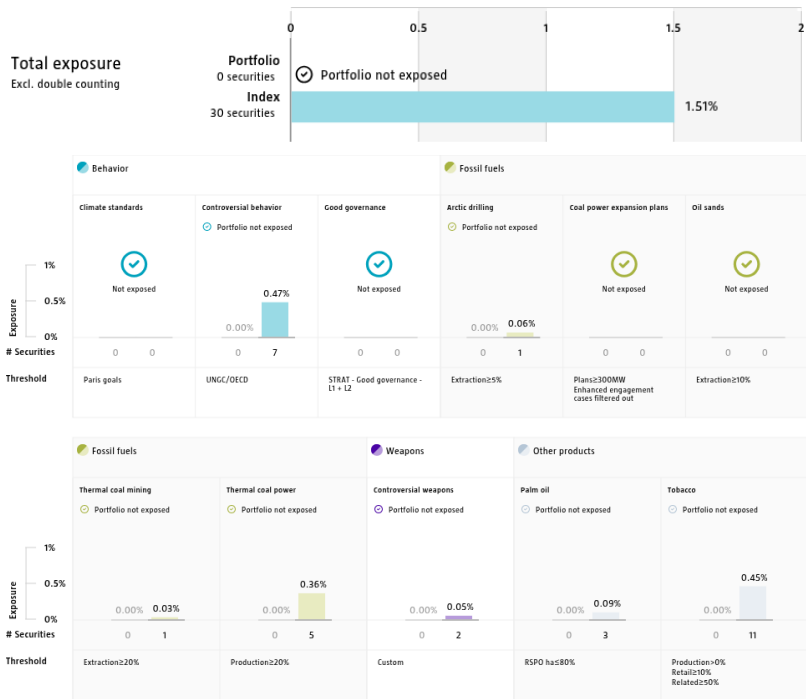 0 0.5 1 1.5 2
Total exposure
Excl. double counting
Portfolio
0 securities
Portfolio not exposed
Index
30 securities
1.51%
Behavior
Fossil fuels
Climate standards
Controversial behavior
Good governance
Arctic drilling
Coal power expansion plans
Oil sands
Portfolio not exposed
Portfolio not exposed
Exposure
1%
0.5%
0%
Not exposed
0.00% 0.47%
Not exposed
0.00% 0.06%
Not exposed
Not exposed
# Securities
0 0
0 7
0 0
0 1
0 0
0 0
Threshold
Paris goals
UNGC/OECD
STRAT - Good governance -
L1 + L2
Extraction≥5%
Plans≥300MW
Enhanced engagement
cases filtered out
Extraction≥10%
Fossil fuels
Weapons
Other products
Thermal coal mining
Thermal coal power
Controversial weapons
Palm oil
Tobacco
Portfolio not exposed
Portfolio not exposed
Portfolio not exposed
Portfolio not exposed
Portfolio not exposed
Exposure
1%
0.5%
0%
0.00% 0.03%
0.00% 0.36%
0.00% 0.05%
0.00% 0.09%
0.00% 0.45%
# Securities
0 1
0 5
0 2
0 3
0 11
Threshold
Extraction≥20%
Production≥20%
Custom
RSPO ha≤80%
Production>0%
Retail≥10%
Related≥50%